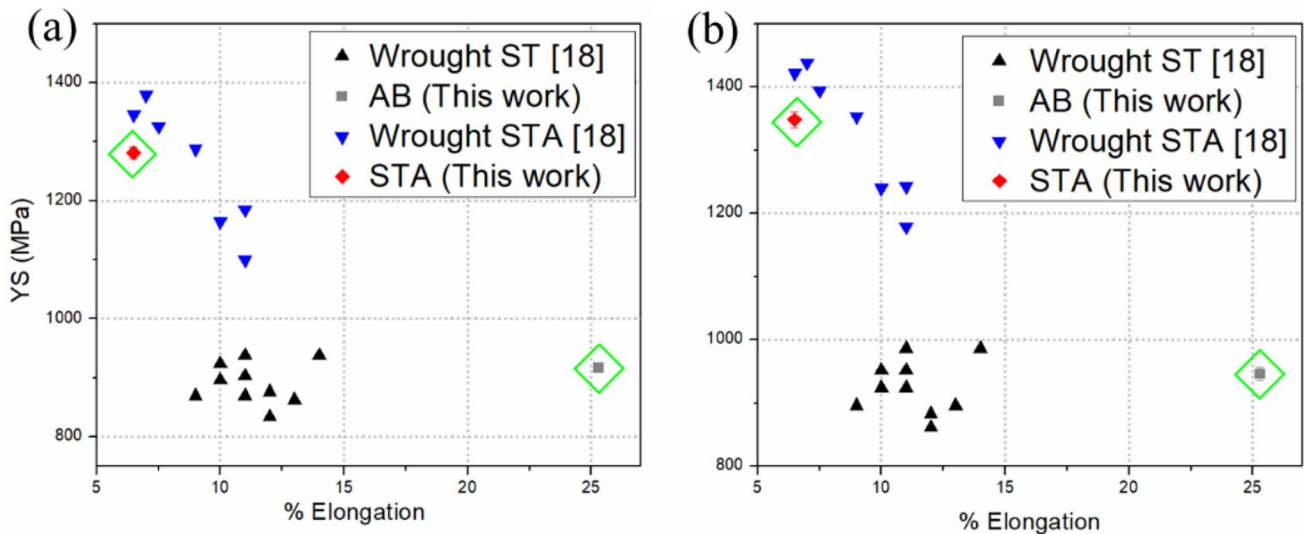 (a)
Wrought ST [18]
AB (This work)
Wrought STA [18]
STA (This work)
YS (MPa)
1400
1200
1000
800
5 10 15 20 25
% Elongation
(b)
Wrought ST [18]
AB (This work)
Wrought STA [18]
STA (This work)
1400
1200
1000
800
5 10 15 20 25
% Elongation